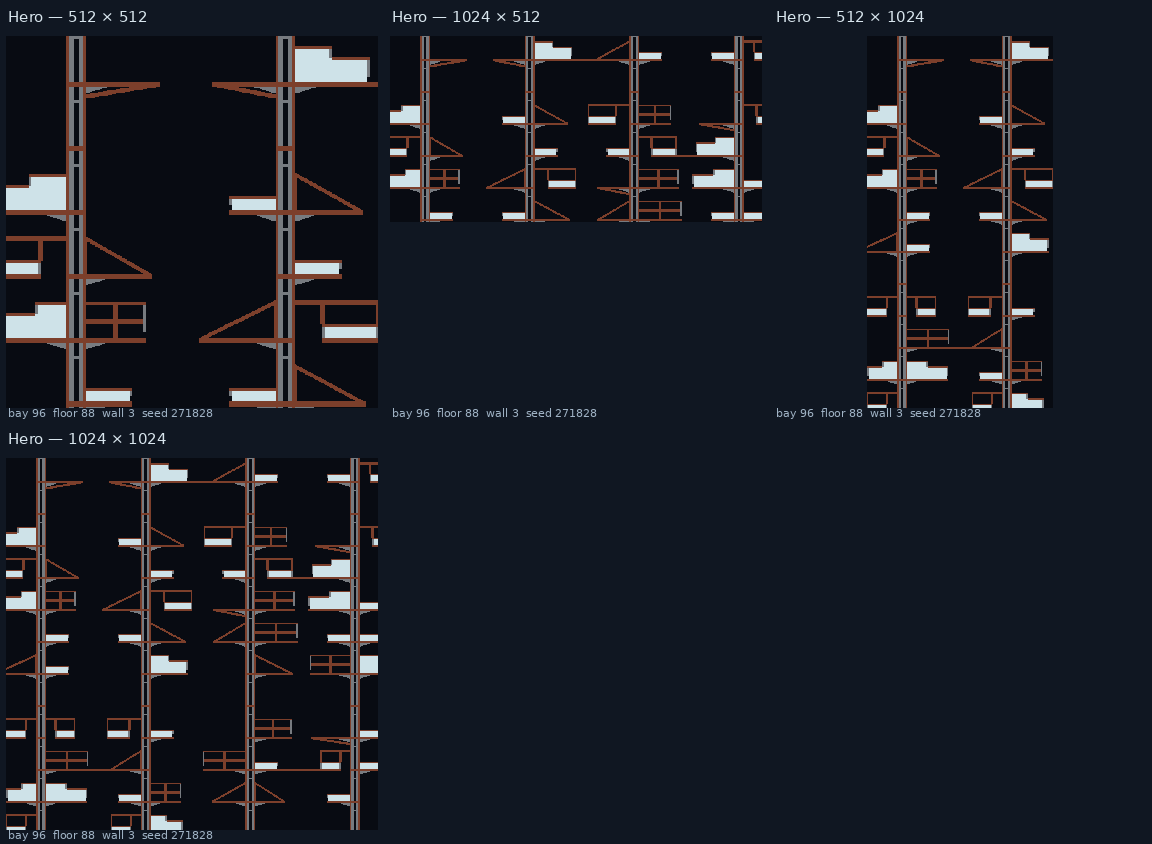 Hero — 512 × 512
Hero — 1024 × 512
Hero — 512 × 1024
bay 96 floor 88 wall 3 seed 271828
bay 96 floor 88 wall 3 seed 271828
bay 96 floor 88 wall 3 seed 271828
Hero — 1024 × 1024
bay 96 floor 88 wall 3 seed 271828